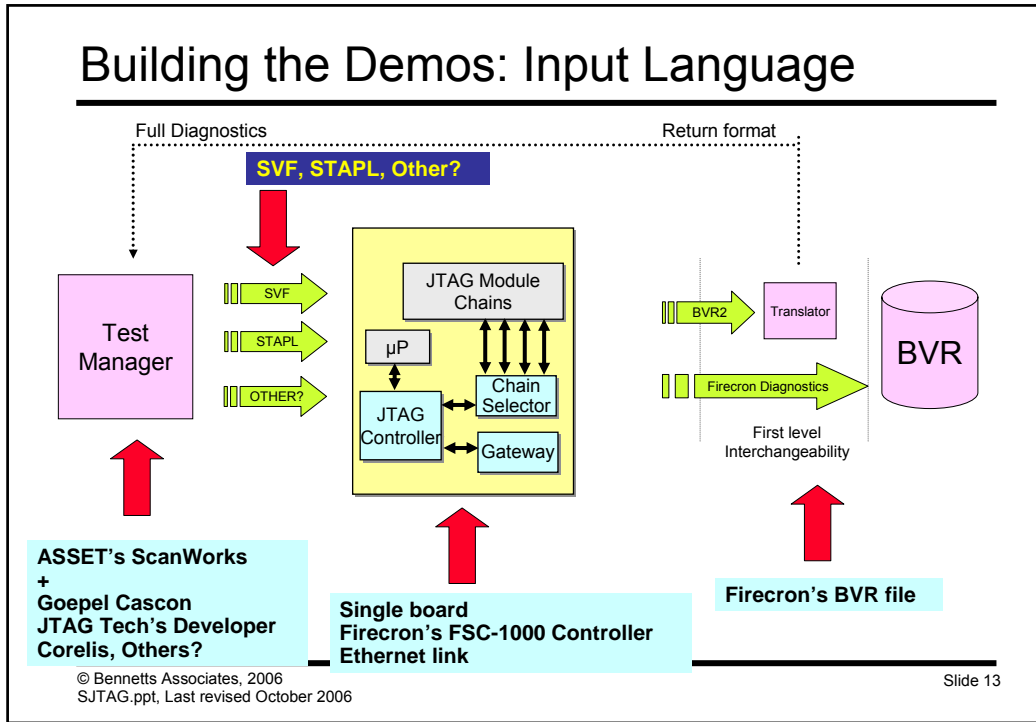 Building the Demos: Input Language
Full Diagnostics
Return format
SVF, STAPL, Other?
Test
Manager
SVF
STAPL
OTHER?
JTAG Module
Chains
µP
JTAG
Controller
Chain
Selector
Gateway
BVR2
Translator
Firecron Diagnostics
BVR
First level
Interchangeability
ASSET's ScanWorks
+
Goepel Cascon
JTAG Tech's Developer
Corelis, Others?
Single board
Firecron's FSC-1000 Controller
Ethernet link
Firecron's BVR file
© Bennetts Associates, 2006
SJTAG.ppt, Last revised October 2006
Slide 13